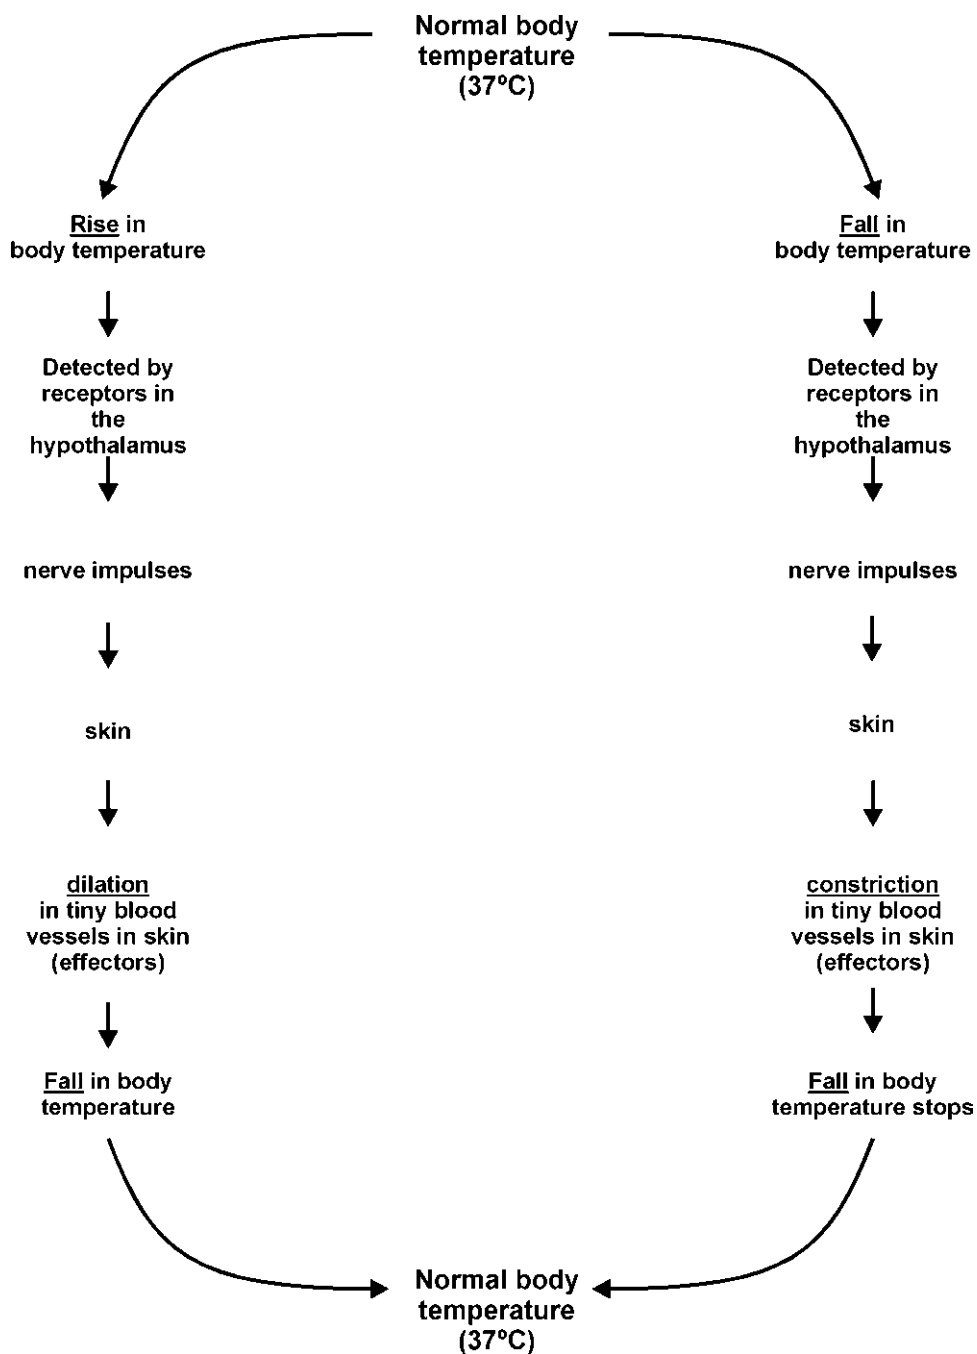 Normal body
temperature
(37ºC)
Rise in
body temperature
Detected by
receptors in
the
hypothalamus
nerve impulses
skin
dilation
in tiny blood
vessels in skin
(effectors)
Fall in body
temperature
Fall in
body temperature
Detected by
receptors in
the
hypothalamus
nerve impulses
skin
constriction
in tiny blood
vessels in skin
(effectors)
Fall in body
temperature stops
Normal body
temperature
(37ºC)